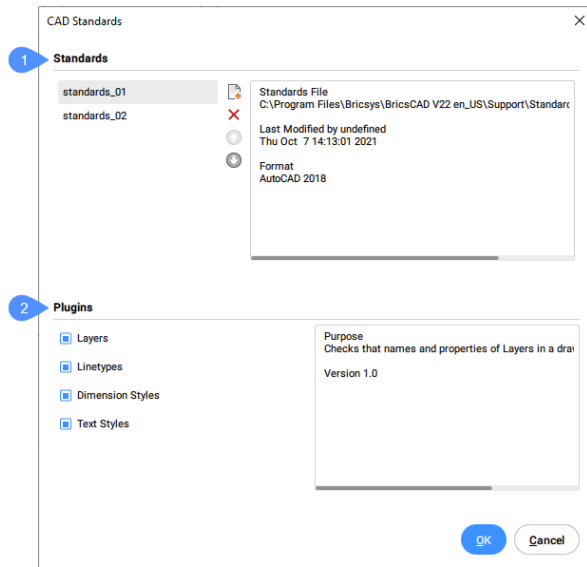 CAD Standards
1
Standards
standards_01
standards_02
Standards File
C:\Program Files\Bricsys\BricsCAD V22 en_US\Support\Standard
Last Modified by undefined
Thu Oct 7 14:13:01 2021
Format
AutoCAD 2018
2
Plugins
Layers
Linetypes
Dimension Styles
Text Styles
Purpose
Checks that names and properties of Layers in a dra
Version 1.0
OK
Cancel